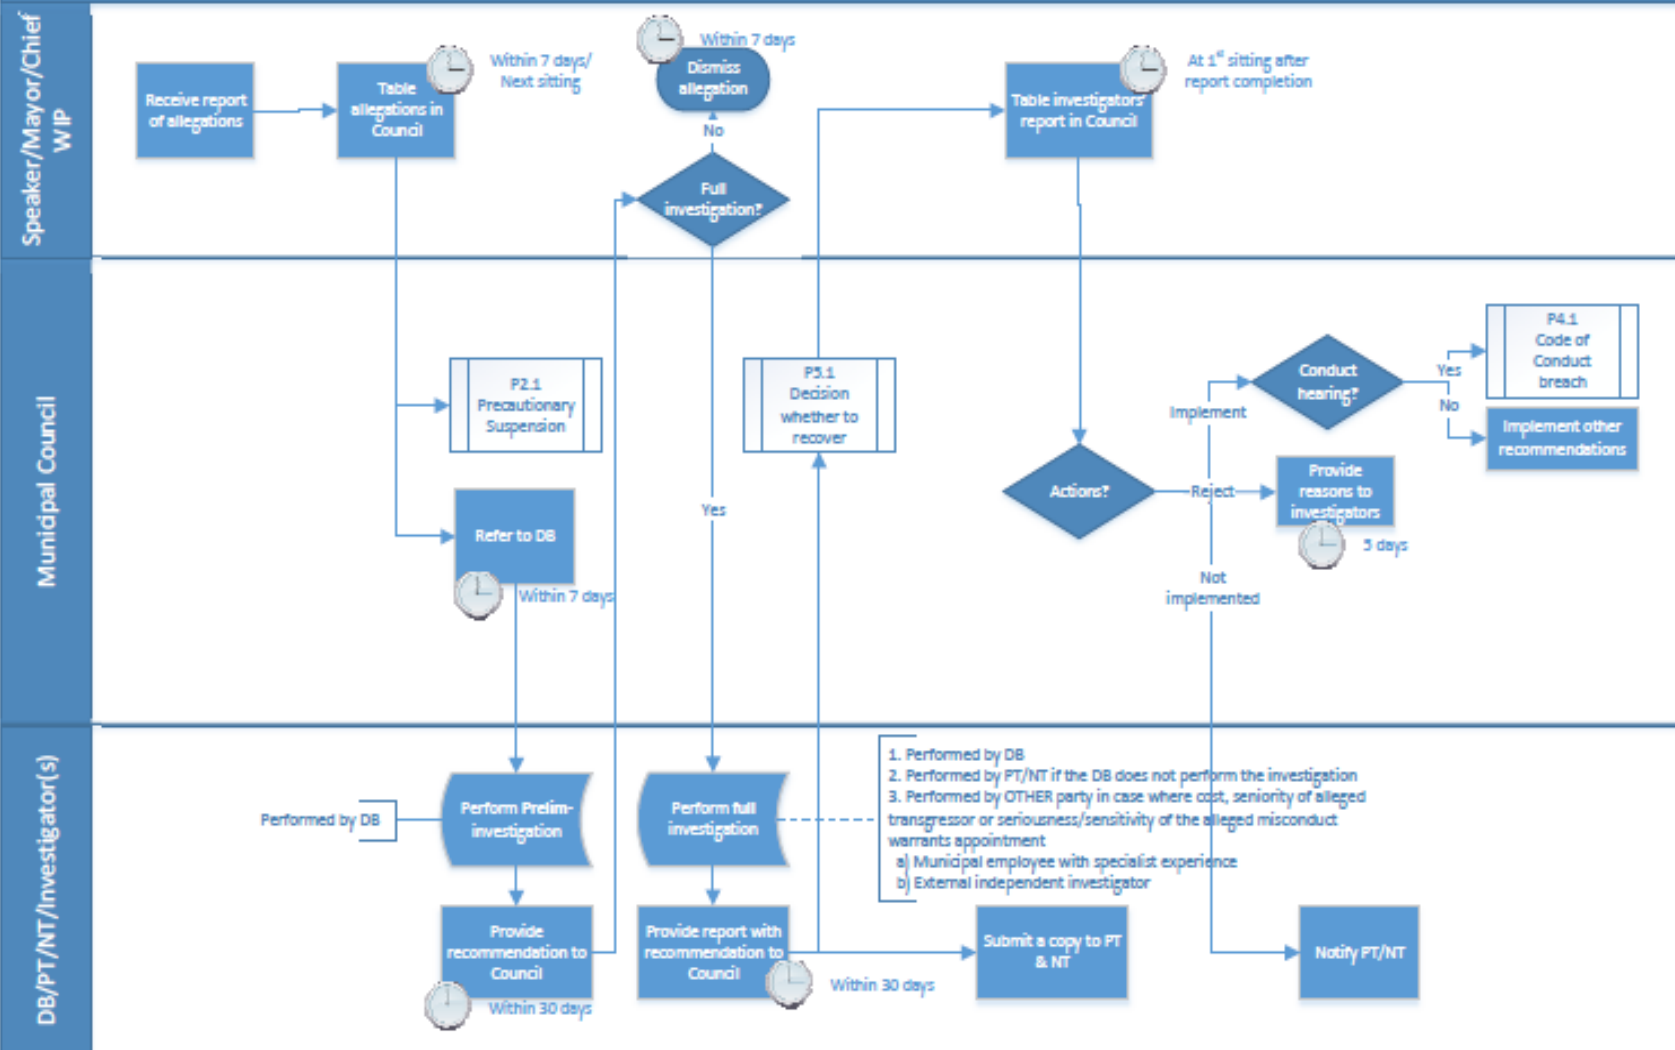 Speaker/Mayor/Chief
WIP
Receive report
of allegations
Table
allegations in
Council
Within 7 days/
Next sitting
Within 7 days
Dismiss
allegation
No
Full
investigation?
Table investigators'
report in Council
At 1st sitting after
report completion
Municipal Council
P2.1
Precautionary
Suspension
Refer to DB
Within 7 days
Yes
P5.1
Decision
whether to
recover
Actions?
Implement
Reject
Not
implemented
Conduct
hearing?
Yes
No
P4.1
Code of
Conduct
breach
Implement other
recommendations
Provide
reasons to
investigators
5 days
DB/PT/NT/Investigator(s)
Performed by DB
Perform Prelim-
investigation
Perform full
investigation
1. Performed by DB
2. Performed by PT/NT if the DB does not perform the investigation
3. Performed by OTHER party in case where cost, seniority of alleged
transgressor or seriousness/sensitivity of the alleged misconduct
warrants appointment
a) Municipal employee with specialist experience
b) External independent investigator
Provide
recommendation to
Council
Within 30 days
Provide report with
recommendation to
Council
Within 30 days
Submit a copy to PT
& NT
Notify PT/NT